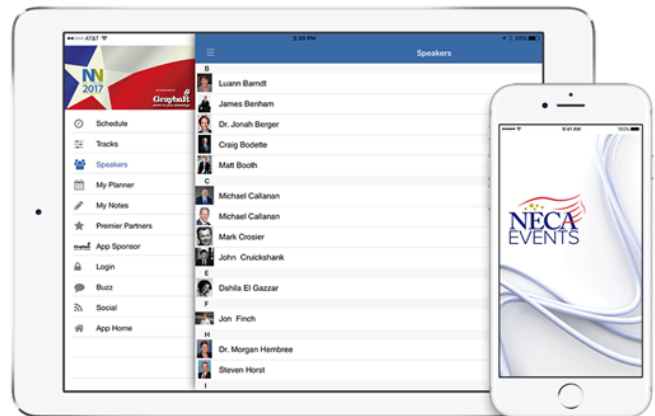 AT&T
3:30 PM
65%
Speakers
NN
2017
Graybar
Schedule
Tracks
Speakers
My Planner
My Notes
Premier Partners
App Sponsor
Login
Buzz
Social
App Home
B
Luann Barndt
James Benham
Dr. Jonah Berger
Craig Bodette
Matt Booth
C
Michael Callanan
Michael Callanan
Mark Crosier
John Cruickshank
E
Dahila El Gazzar
F
Jon Finch
H
Dr. Morgan Hembree
Steven Horst
I
9:41 AM
100%
NECA
EVENTS